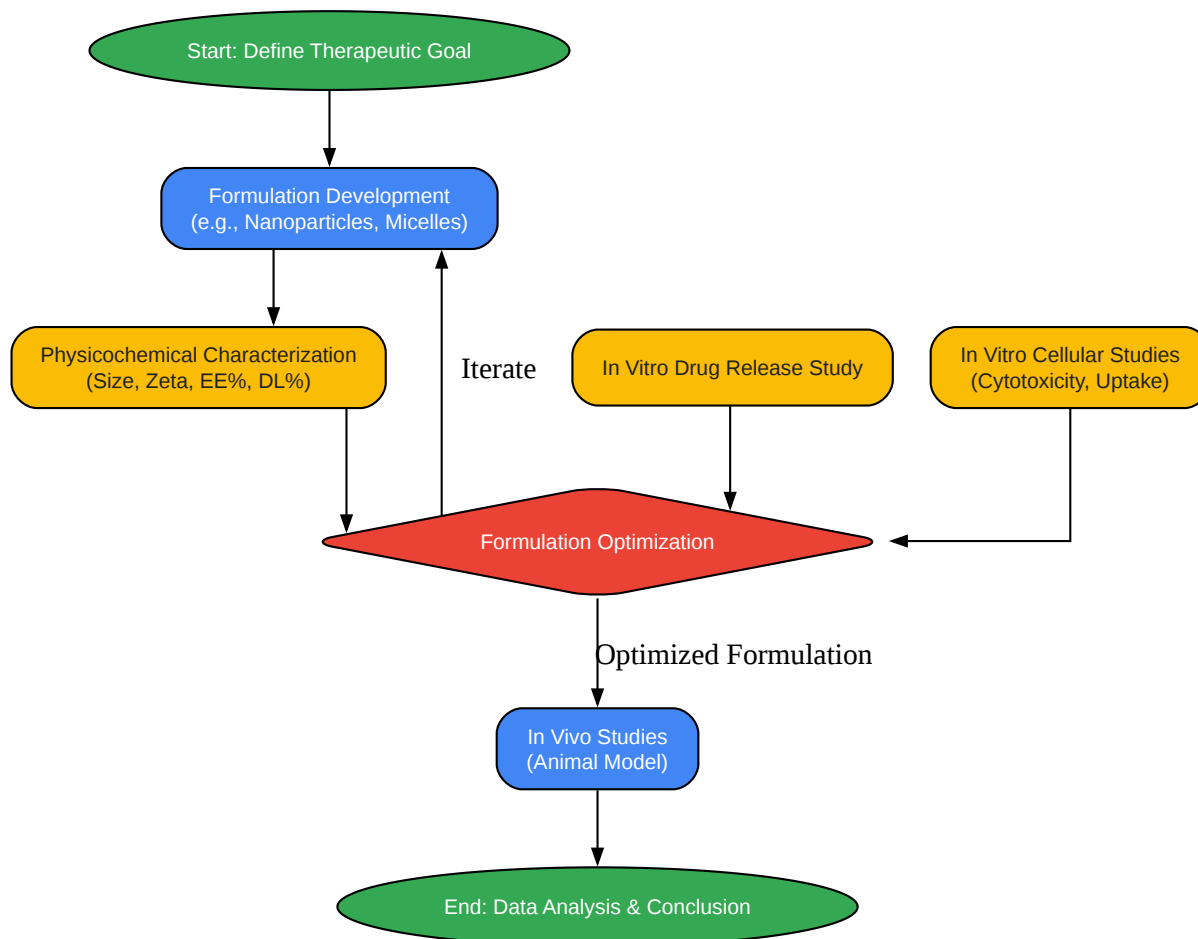 Start: Define Therapeutic Goal
Formulation Development
(e.g., Nanoparticles, Micelles)
Physicochemical Characterization
(Size, Zeta, EE%, DL%)
Iterate
In Vitro Drug Release Study
In Vitro Cellular Studies
(Cytotoxicity, Uptake)
Formulation Optimization
Optimized Formulation
In Vivo Studies
(Animal Model)
End: Data Analysis & Conclusion